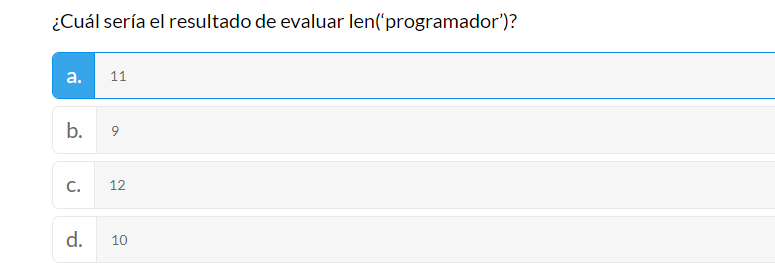 ¿Cuál sería el resultado de evaluar len(‘programador’)?
a. 11
b. 9
c. 12
d. 10